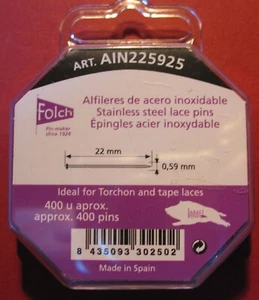 ART. AIN225925
Folch
Pin maker
since 1924
Alfileres de acero inoxidable
Stainless steel lace pins
Épingles acier inoxydable
22 mm
0,59 mm
Ideal for Torchon and tape laces
400 u aprox.
approx. 400 pins
8 435093 302502
Made in Spain